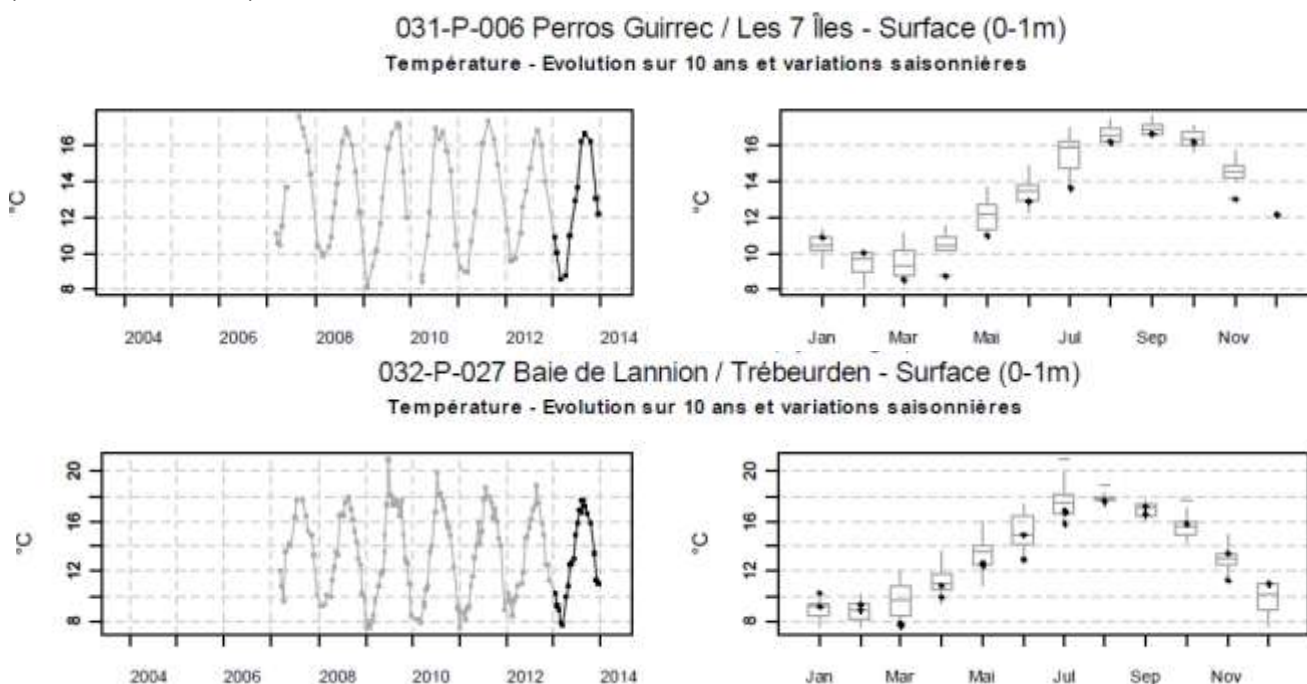 031-P-006 Perros Guirrec / Les 7 Îles - Surface (0-1m)
Température - Evolution sur 10 ans et variations saisonnières
°C
16
14
12
10
8
2004 2006 2008 2010 2012 2014
°C
16
14
12
10
8
Jan Mar Mai Jul Sep Nov
032-P-027 Baie de Lannion / Trébeurden - Surface (0-1m)
Température - Evolution sur 10 ans et variations saisonnières
°C
20
16
12
8
2004 2006 2008 2010 2012 2014
°C
20
16
12
8
Jan Mar Mai Jul Sep Nov